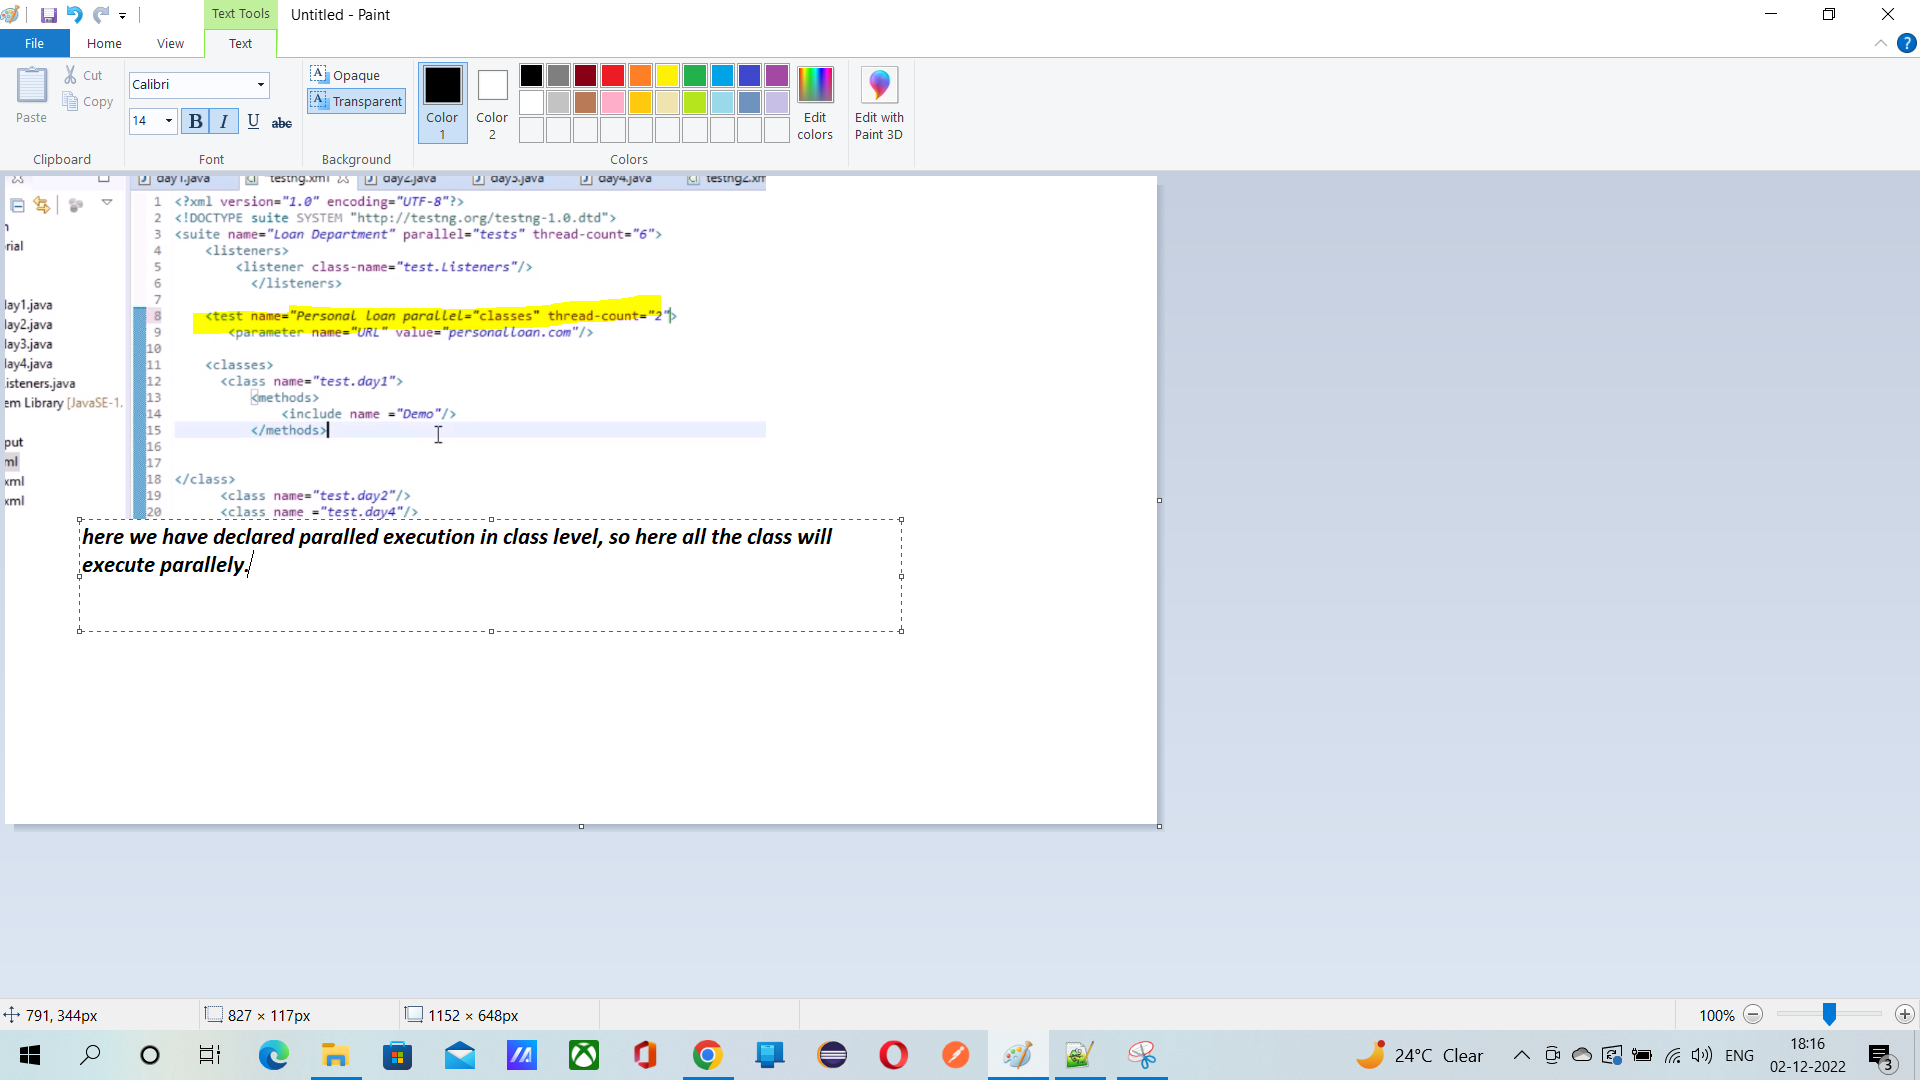 Text Tools
Untitled - Paint
File
Home
View
Text
Paste
Cut
Copy
Calibri
14
B
I
U
abc
A
Opaque
A
Transparent
Color
1
Color
2
Edit
colors
Edit with
Paint 3D
Clipboard
Font
Background
Colors
day1.java
testng.xml
day2.java
day3.java
day4.java
testng2.xm
rial
lay1.java
lay2.java
lay3.java
lay4.java
isteners.java
em Library [JavaSE-1.
put
ml
xml
xml
1 <?xml version="1.0" encoding="UTF-8"?>
2 <!DOCTYPE suite SYSTEM "http://testng.org/testng-1.0.dtd">
3 <suite name="Loan Department" parallel="tests" thread-count="6">
4 <listeners>
5 <listener class-name="test.Listeners"/>
6 </listeners>
7
8 <test name="Personal loan parallel="classes" thread-count="2">
9 <parameter name="URL" value="personalloan.com"/>
10
11 <classes>
12 <class name="test.day1">
13 <methods>
14 <include name ="Demo"/>
15 </methods>
16
17
18 </class>
19 <class name="test.day2"/>
20 <class name ="test.day4"/>
here we have declared paralled execution in class level, so here all the class will
execute parallely.
791, 344px
827 × 117px
1152 × 648px
100%
24°C Clear
ENG
18:16
02-12-2022
3